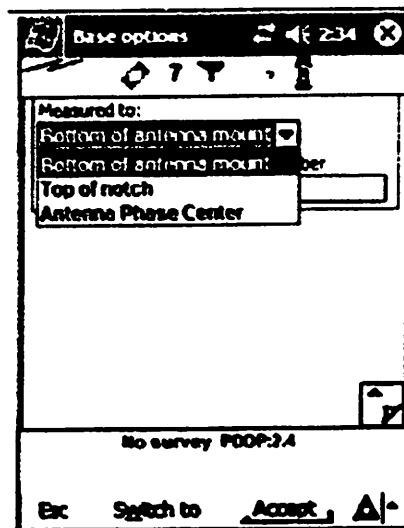 Base options 2:34
?
Measured to:
Bottom of antenna mount
Bottom of antenna mount ber
Top of notch
Antenna Phase Center
No survey PDOP:2.4
Esc Switch to Accept